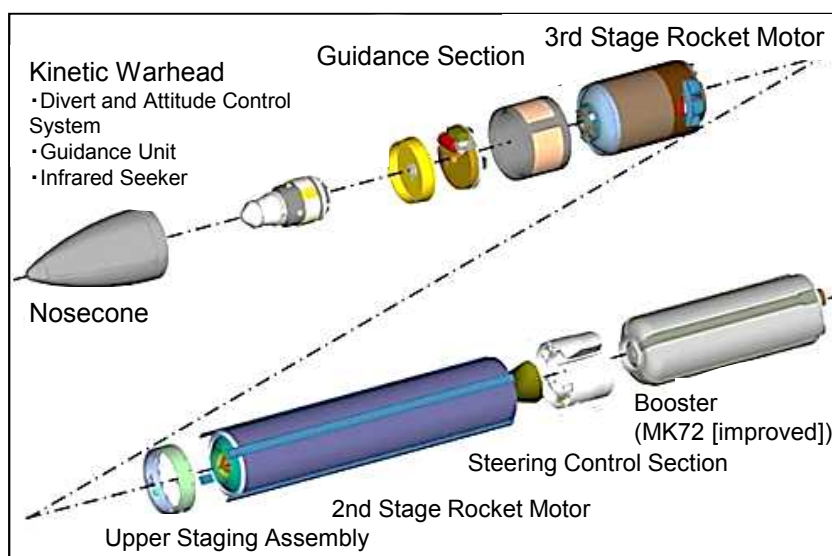 3rd Stage Rocket Motor
Guidance Section
Kinetic Warhead
・Divert and Attitude Control
System
・Guidance Unit
・Infrared Seeker
Nosecone
Booster
(MK72 [improved])
Steering Control Section
2nd Stage Rocket Motor
Upper Staging Assembly